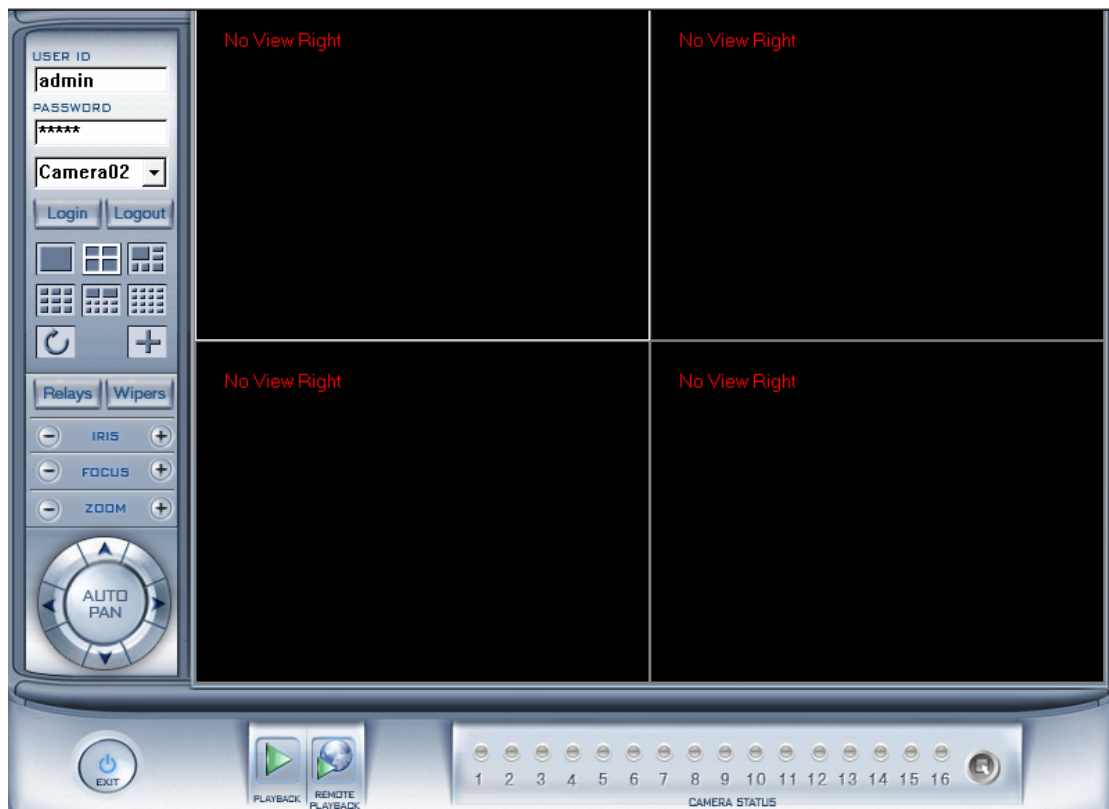 USER ID
admin
PASSWORD
*****
Camera02
Login Logout
Relays Wipers
IRIS
FOCUS
ZOOM
AUTO
PAN
No View Right
No View Right
No View Right
No View Right
EXIT
PLAYBACK
REMOTE
PLAYBACK
1 2 3 4 5 6 7 8 9 10 11 12 13 14 15 16
CAMERA STATUS